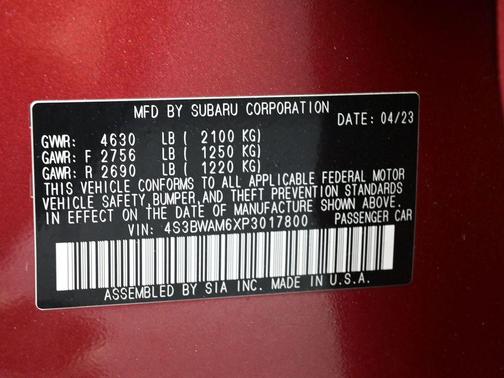 MFD BY SUBARU CORPORATION
DATE: 04/23
GVWR: 4630 LB ( 2100 KG)
GAWR: F 2756 LB ( 1250 KG)
GAWR: R 2690 LB ( 1220 KG)
THIS VEHICLE CONFORMS TO ALL APPLICABLE FEDERAL MOTOR
VEHICLE SAFETY, BUMPER, AND THEFT PREVENTION STANDARDS
IN EFFECT ON THE DATE OF MANUFACTURE SHOWN ABOVE.
VIN: 4S3BWAM6XP3017800 PASSENGER CAR
ASSEMBLED BY SIA INC. MADE IN U.S.A.